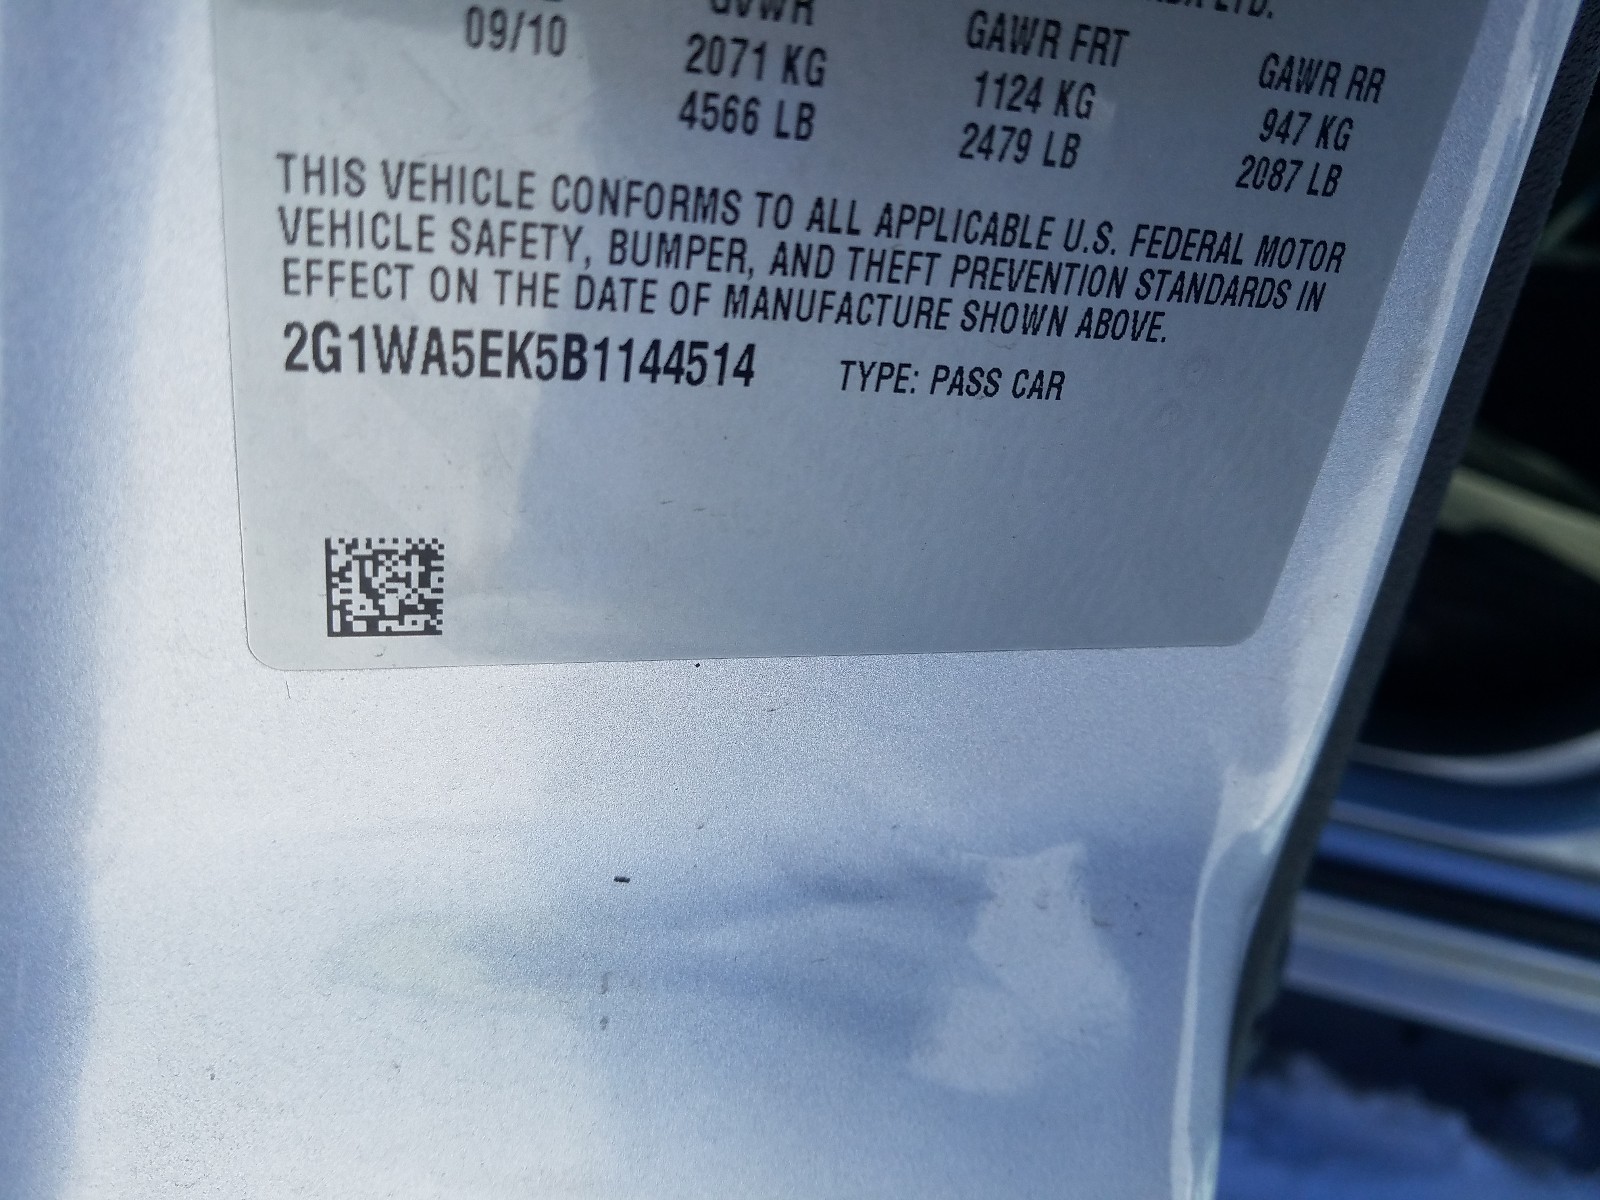 LTD.
09/10 GVWR GAWR FRT GAWR RR
2071 KG 1124 KG 947 KG
4566 LB 2479 LB 2087 LB
THIS VEHICLE CONFORMS TO ALL APPLICABLE U.S. FEDERAL MOTOR
VEHICLE SAFETY, BUMPER, AND THEFT PREVENTION STANDARDS IN
EFFECT ON THE DATE OF MANUFACTURE SHOWN ABOVE.
2G1WA5EK5B1144514 TYPE: PASS CAR